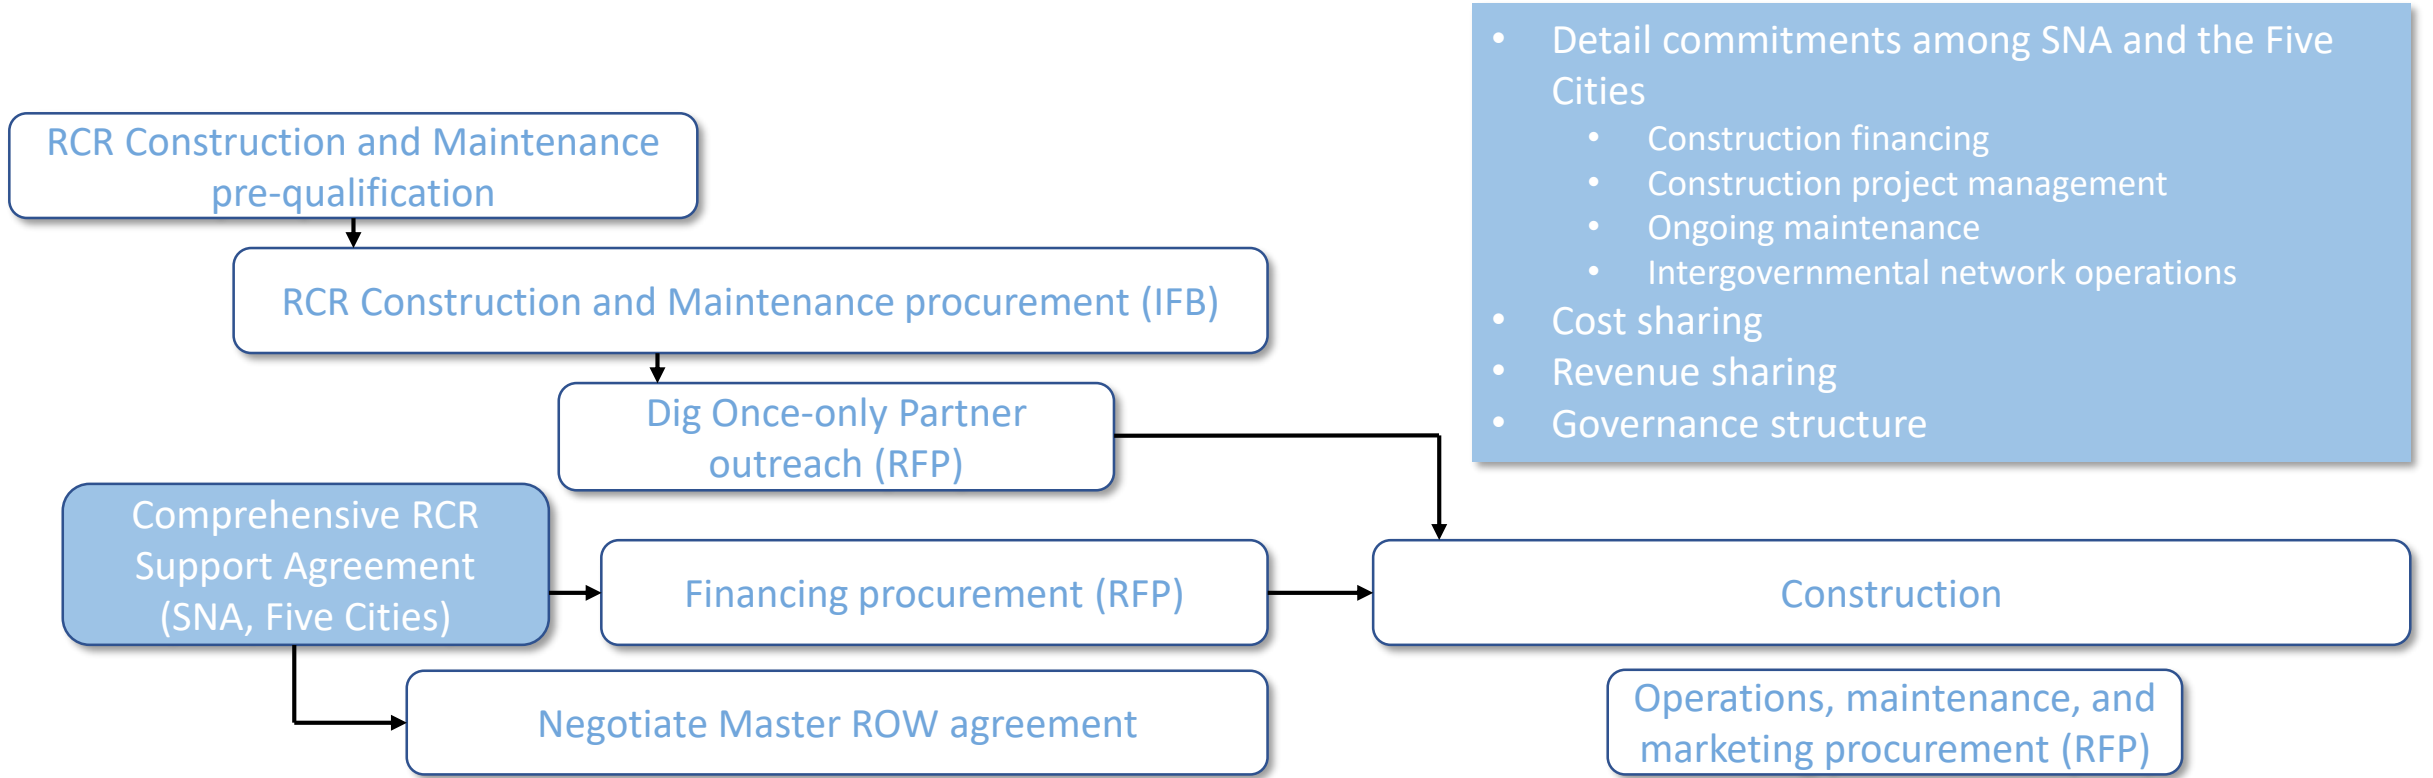 RCR Construction and Maintenance
pre-qualification
RCR Construction and Maintenance procurement (IFB)
Dig Once-only Partner
outreach (RFP)
Comprehensive RCR
Support Agreement
(SNA, Five Cities)
Financing procurement (RFP)
Negotiate Master ROW agreement
• Detail commitments among SNA and the Five
Cities
• Construction financing
• Construction project management
• Ongoing maintenance
• Intergovernmental network operations
• Cost sharing
• Revenue sharing
• Governance structure
Construction
Operations, maintenance, and
marketing procurement (RFP)